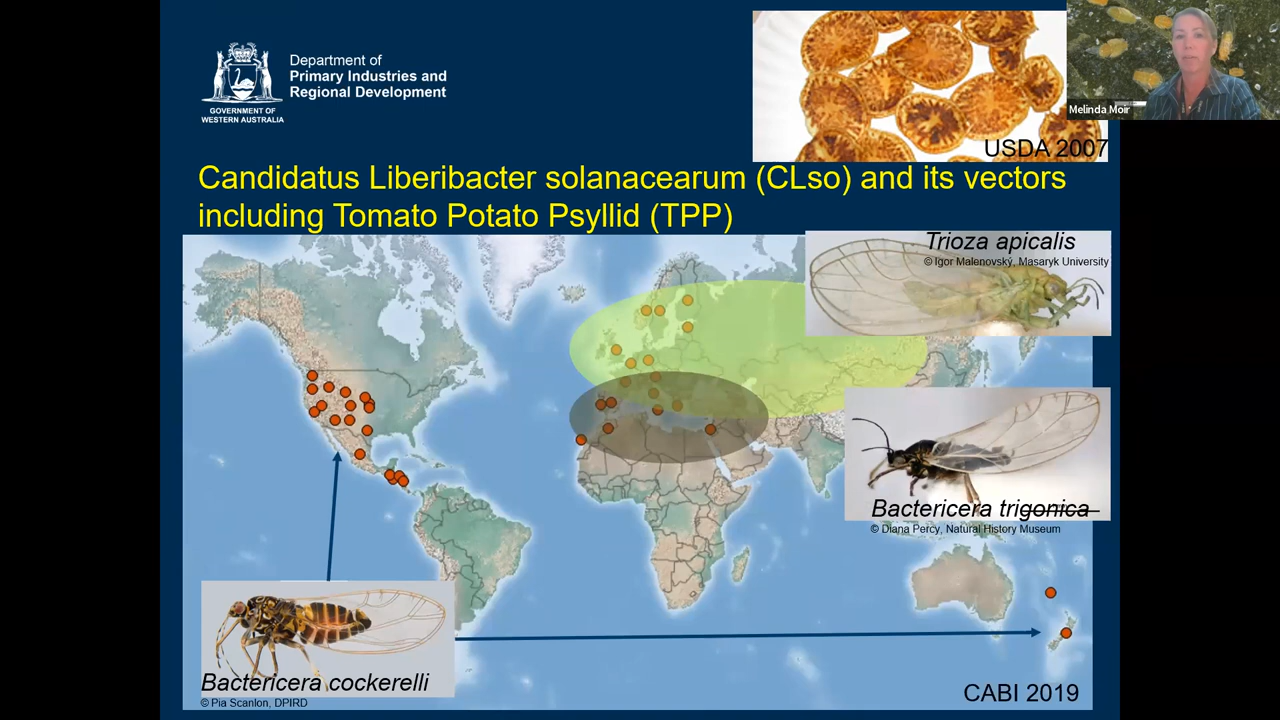 Department of
Primary Industries and
Regional Development
GOVERNMENT OF
WESTERN AUSTRALIA
Melinda Moir
USDA 2007
Candidatus Liberibacter solanacearum (CLso) and its vectors
including Tomato Potato Psyllid (TPP)
Trioza apicalis
© Igor Malenovský, Masaryk University
Bactericera trigonica
© Diana Percy, Natural History Museum
Bactericera cockerelli
© Pia Scanlon, DPIRD
CABI 2019